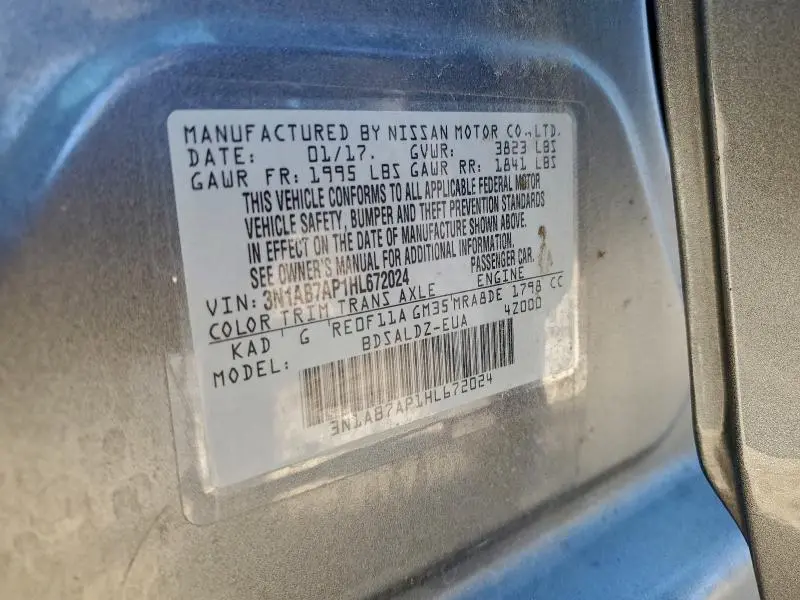 MANUFACTURED BY NISSAN MOTOR CO.,LTD.
DATE: 01/17. GVWR: 3823 LBS
GAWR FR: 1995 LBS GAWR RR: 1841 LBS
THIS VEHICLE CONFORMS TO ALL APPLICABLE FEDERAL MOTOR
VEHICLE SAFETY, BUMPER AND THEFT PREVENTION STANDARDS
IN EFFECT ON THE DATE OF MANUFACTURE SHOWN ABOVE.
SEE OWNER'S MANUAL FOR ADDITIONAL INFORMATION.
VIN: 3N1AB7AP1HL672024 PASSENGER CAR
COLOR TRIM TRANS AXLE ENGINE
KAD G RE0F11A GM35 MRA8DE 1798 CC
MODEL: BDSALDZ-EUA 42000
3N1AB7AP1HL672024